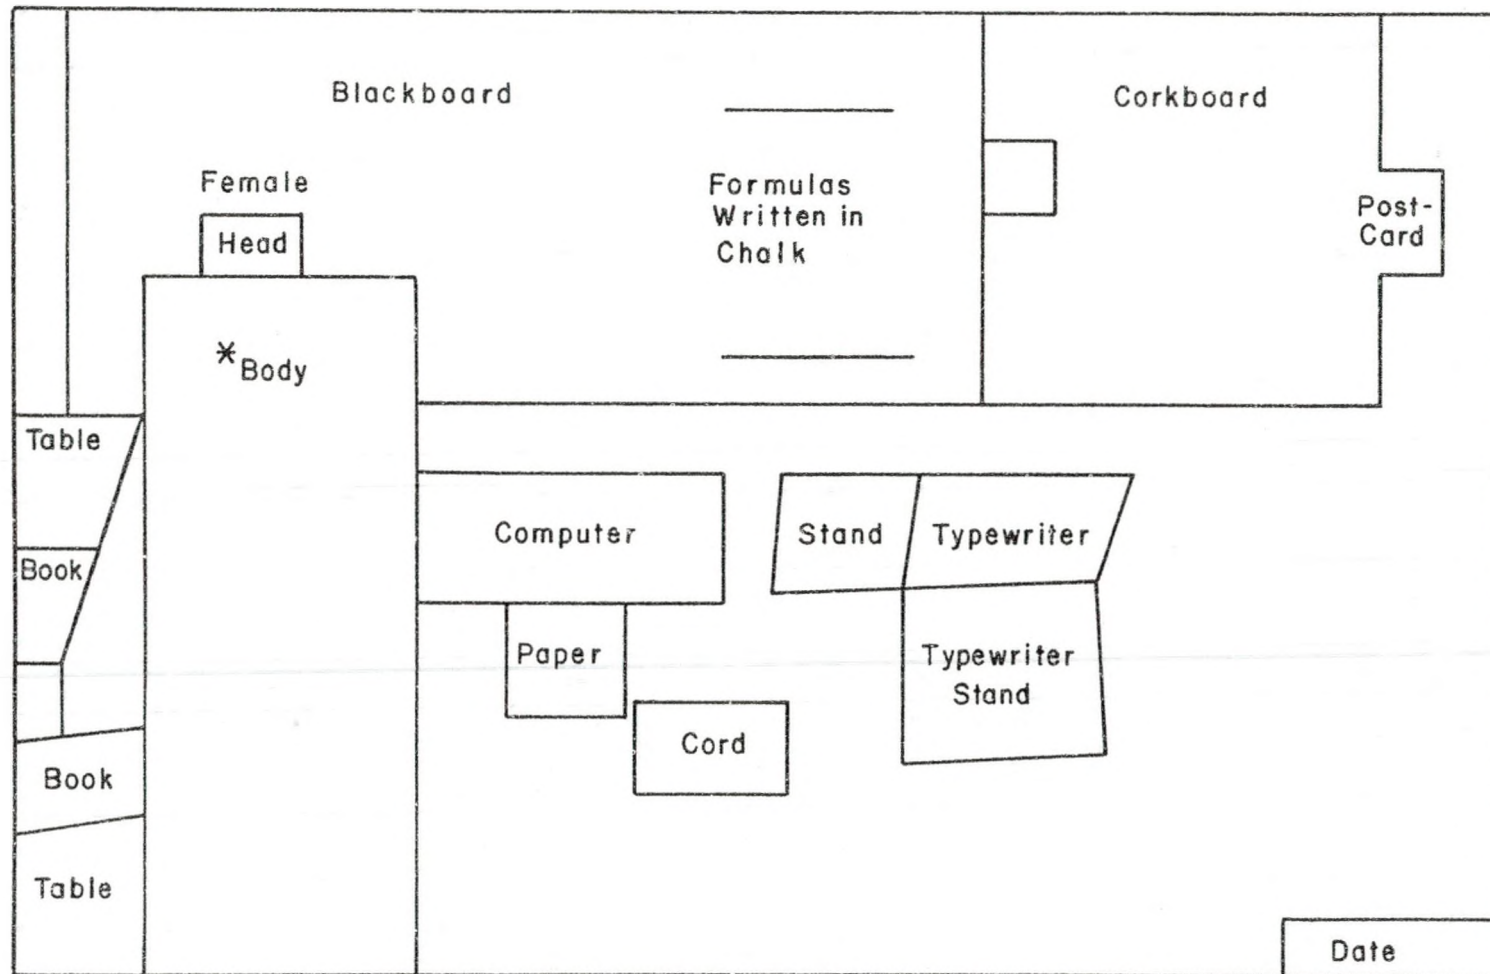 Blackboard
Corkboard
Female
Head
Formulas
Written in
Chalk
Post-
Card
*Body
Table
Book
Computer
Stand
Typewriter
Paper
Typewriter
Stand
Cord
Book
Table
Date